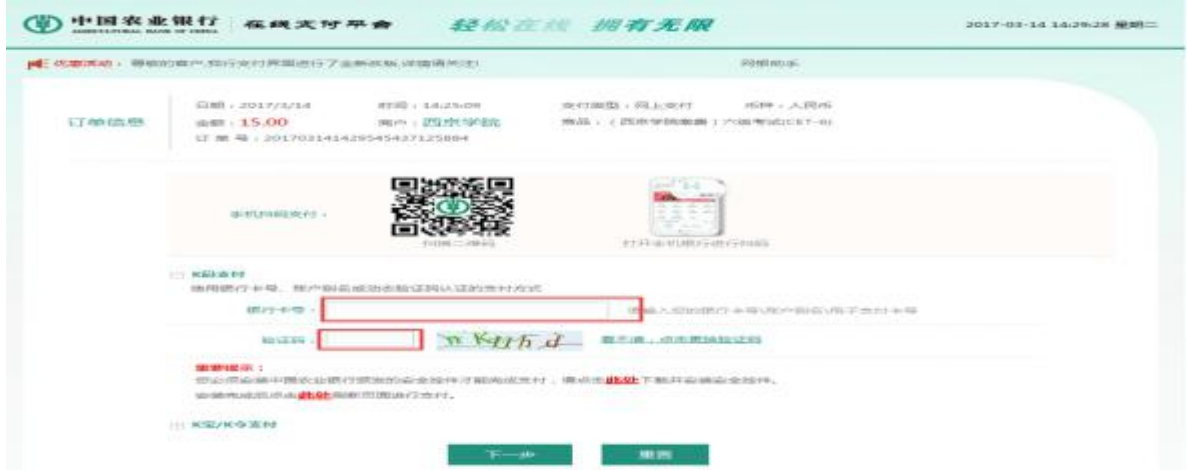 中国农业银行 在线支付平台 轻松在线 拥有无限 2017-03-14 14:29:28 星期二
AGRICULTURAL BANK OF CHINA
优惠活动：尊敬的客户,我行支付界面进行了全新改版,详情请关注! 网银助手
订单信息
日期：2017/3/14 时间：14:25:09 支付类型：网上支付 币种：人民币
金额：15.00 商户：西京学院 商品：(西京学院缴费)六级考试(CET-6)
订 单 号：
手机扫码支付：
扫描二维码 打开手机银行进行扫码
K码支付
使用银行卡号、账户别名或动态验证码认证的支付方式
银行卡号： 请输入您的银行卡号\账户别名\电子支付卡号
验证码： 看不清，点击更换验证码
重要提示：
您必须安装中国农业银行颁发的安全控件才能完成支付，请点击此处下载并安装安全控件。
安装完成后点击此处刷新页面进行支付。
K宝/K令支付
下一步 重置